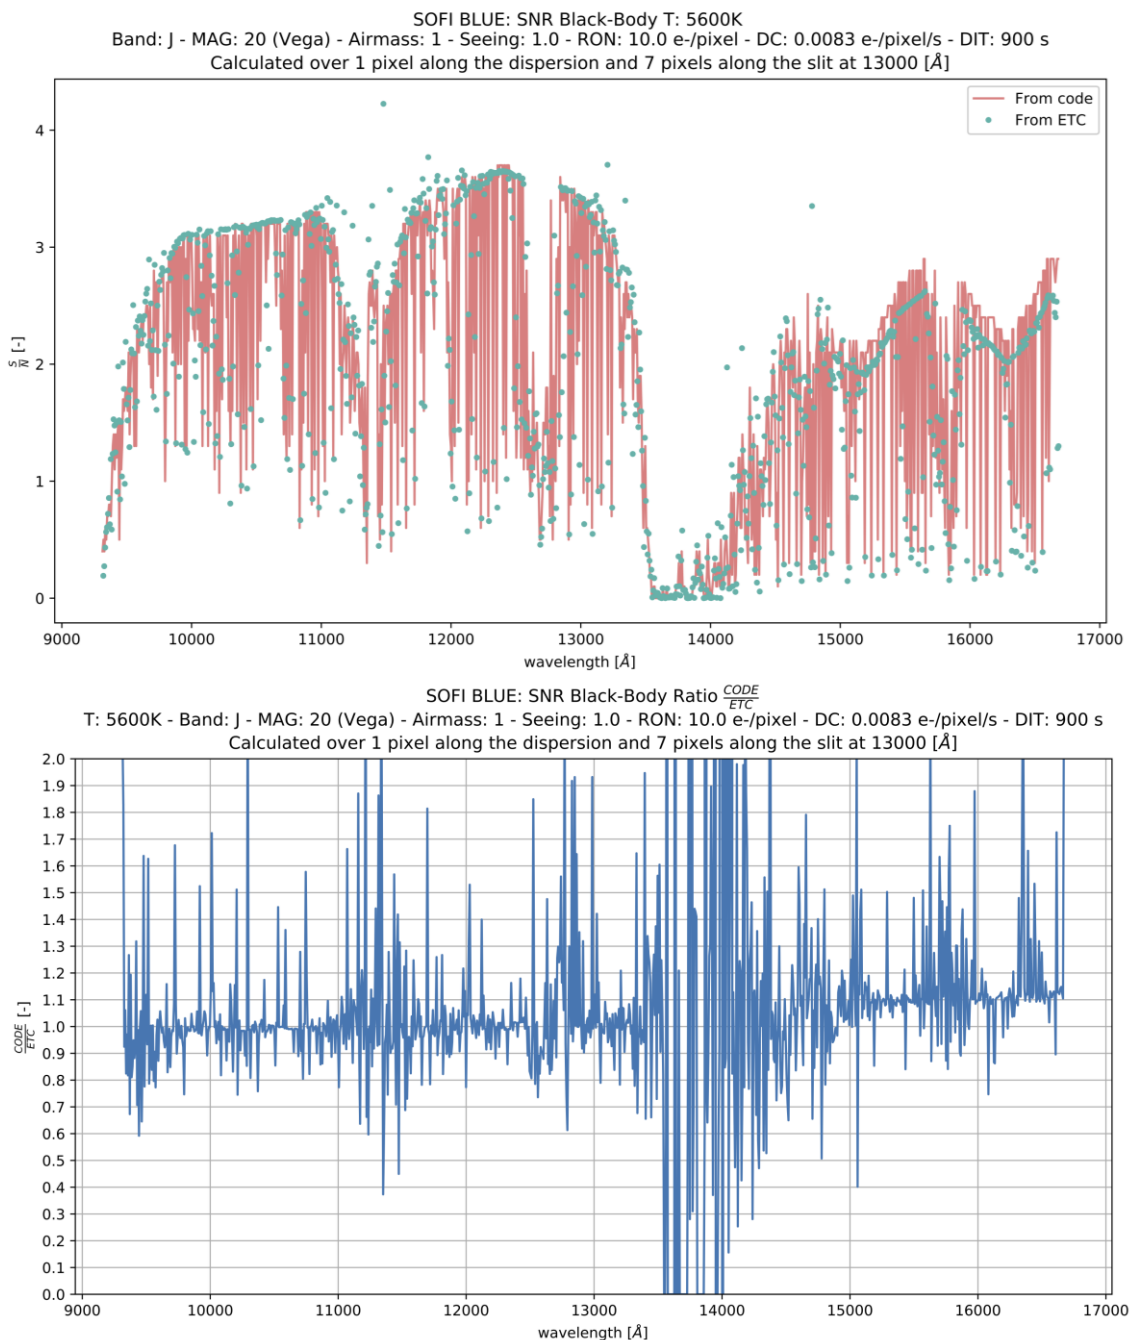 SOFI BLUE: SNR Black-Body T: 5600K
Band: J - MAG: 20 (Vega) - Airmass: 1 - Seeing: 1.0 - RON: 10.0 e-/pixel - DC: 0.0083 e-/pixel/s - DIT: 900 s
Calculated over 1 pixel along the dispersion and 7 pixels along the slit at 13000 [Å]
From code
From ETC
4
3
2
1
0
S/N [-]
9000 10000 11000 12000 13000 14000 15000 16000 17000
wavelength [Å]
SOFI BLUE: SNR Black-Body Ratio CODE/ETC
T: 5600K - Band: J - MAG: 20 (Vega) - Airmass: 1 - Seeing: 1.0 - RON: 10.0 e-/pixel - DC: 0.0083 e-/pixel/s - DIT: 900 s
Calculated over 1 pixel along the dispersion and 7 pixels along the slit at 13000 [Å]
2.0
1.9
1.8
1.7
1.6
1.5
1.4
1.3
1.2
1.1
1.0
0.9
0.8
0.7
0.6
0.5
0.4
0.3
0.2
0.1
0.0
CODE/ETC [-]
9000 10000 11000 12000 13000 14000 15000 16000 17000
wavelength [Å]